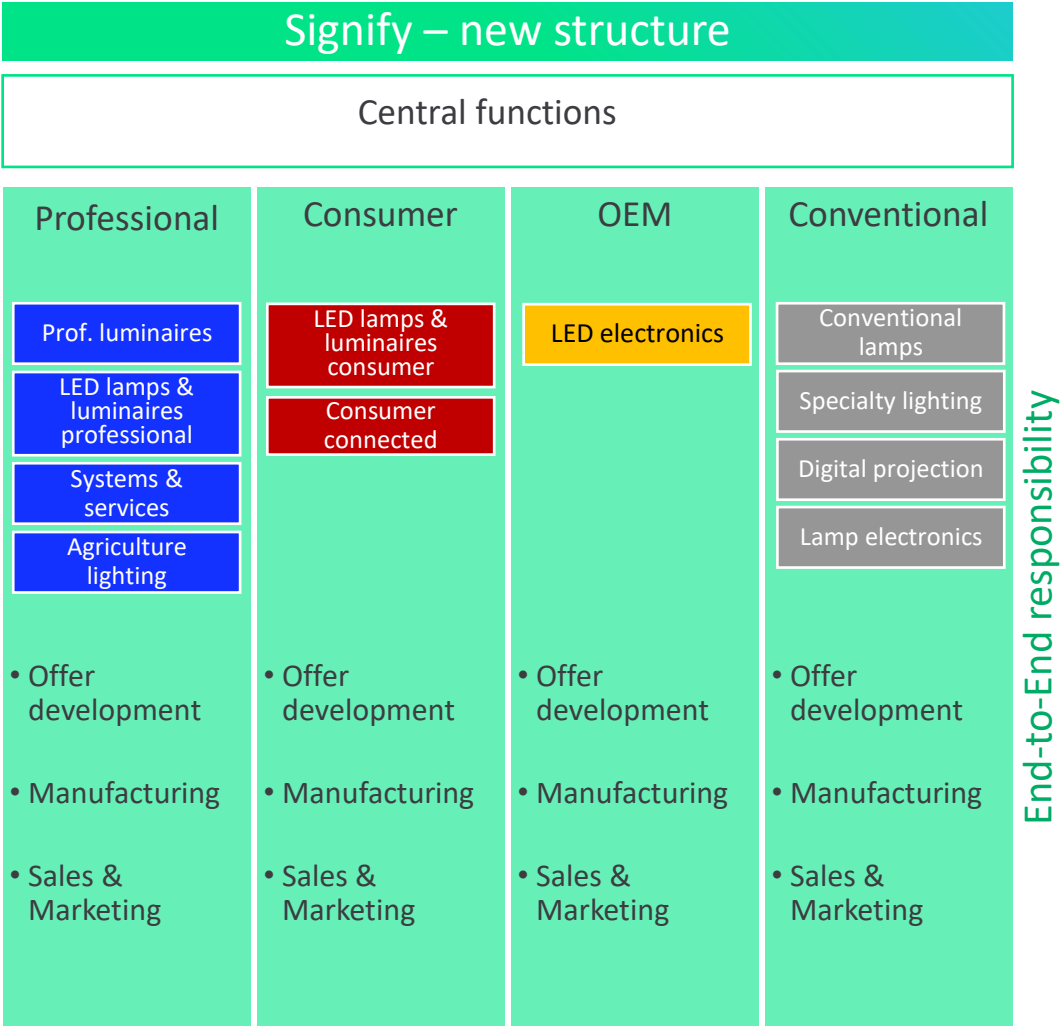 Signify – new structure
Central functions
Professional
Prof. luminaires
LED lamps &
luminaires
professional
Systems &
services
Agriculture
lighting
• Offer
development
• Manufacturing
• Sales &
Marketing
Consumer
LED lamps &
luminaires
consumer
Consumer
connected
• Offer
development
• Manufacturing
• Sales &
Marketing
OEM
LED electronics
• Offer
development
• Manufacturing
• Sales &
Marketing
Conventional
Conventional
lamps
Specialty lighting
Digital projection
Lamp electronics
• Offer
development
• Manufacturing
• Sales &
Marketing
End-to-End responsibility